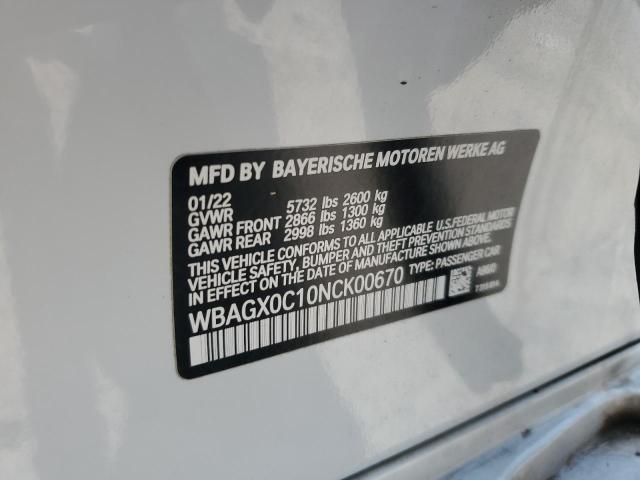 MFD BY BAYERISCHE MOTOREN WERKE AG
01/22
GVWR 5732 lbs 2600 kg
GAWR FRONT 2866 lbs 1300 kg
GAWR REAR 2998 lbs 1360 kg
THIS VEHICLE CONFORMS TO ALL APPLICABLE U.S. FEDERAL MOTOR
VEHICLE SAFETY, BUMPER AND THEFT PREVENTION STANDARDS
IN EFFECT ON THE DATE OF MANUFACTURE SHOWN ABOVE.
WBAGX0C10NCK00670 TYPE: PASSENGER CAR